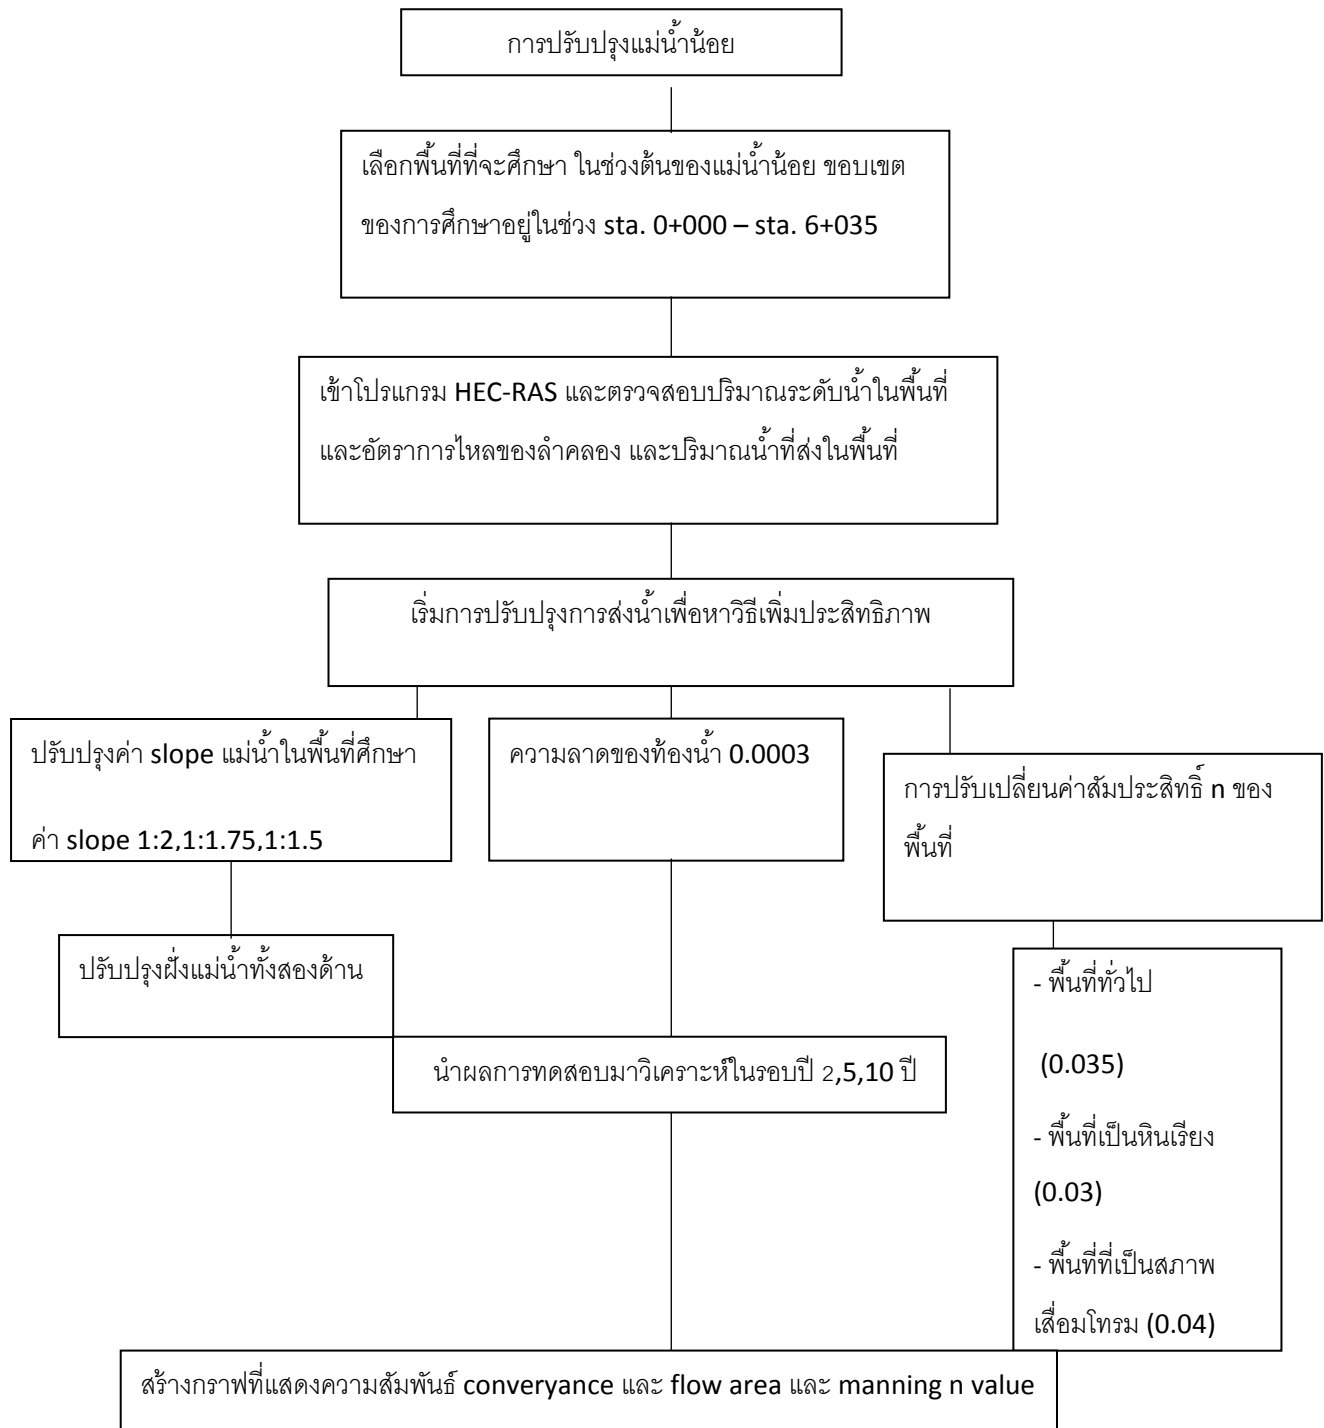 การปรับปรุงแม่น้ำน้อย
เลือกพื้นที่ที่จะศึกษา ในช่วงต้นของแม่น้ำน้อย ขอบเขต
ของการศึกษาอยู่ในช่วง sta. 0+000 – sta. 6+035
เข้าโปรแกรม HEC-RAS และตรวจสอบปริมาณระดับน้ำในพื้นที่
และอัตราการไหลของลำคลอง และปริมาณน้ำที่ส่งในพื้นที่
เริ่มการปรับปรุงการส่งน้ำเพื่อหาวิธีเพิ่มประสิทธิภาพ
ปรับปรุงค่า slope แม่น้ำในพื้นที่ศึกษา
ค่า slope 1:2,1:1.75,1:1.5
ความลาดของท้องน้ำ 0.0003
การปรับเปลี่ยนค่าสัมประสิทธิ์ n ของ
พื้นที่
ปรับปรุงฝั่งแม่น้ำทั้งสองด้าน
- พื้นที่ทั่วไป
(0.035)
- พื้นที่เป็นหินเรียง
(0.03)
- พื้นที่ที่เป็นสภาพ
เสื่อมโทรม (0.04)
นำผลการทดสอบมาวิเคราะห์ในรอบปี 2,5,10 ปี
สร้างกราฟที่แสดงความสัมพันธ์ converyance และ flow area และ manning n value